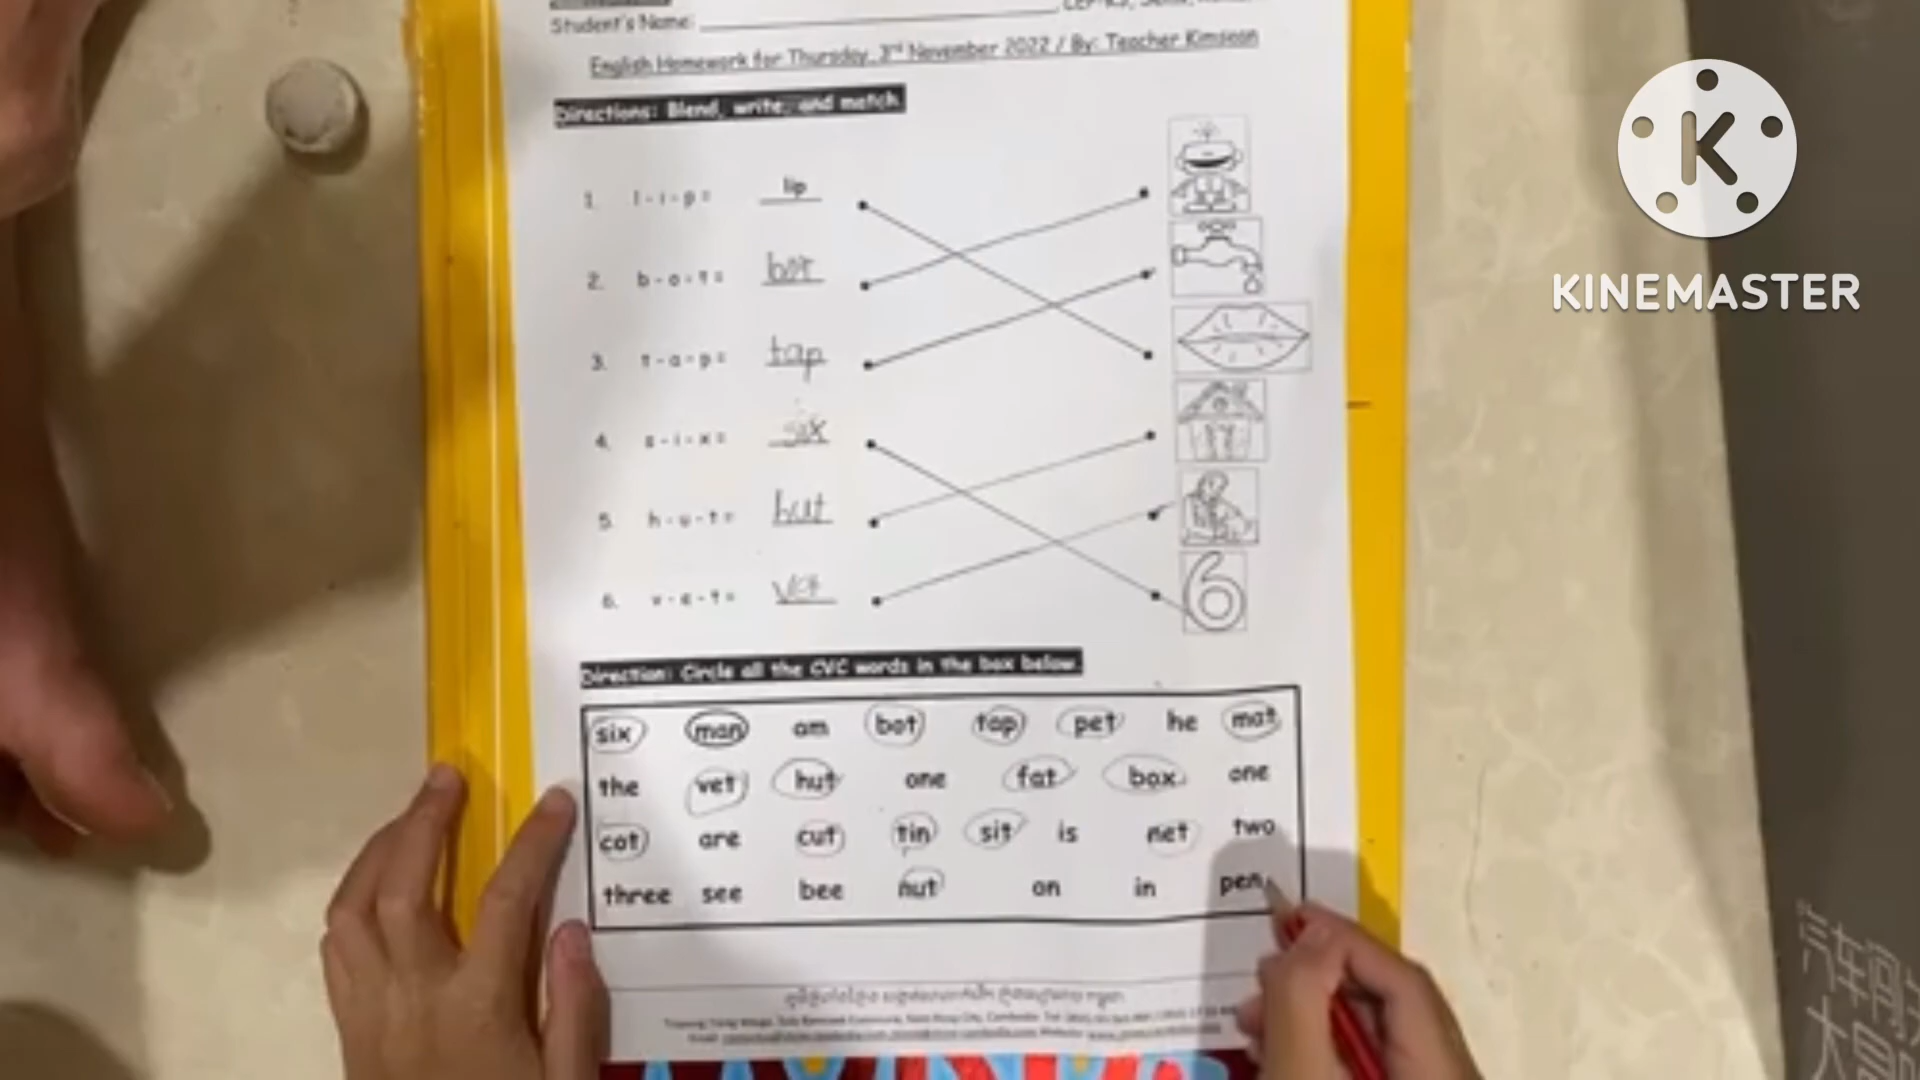 Student's Name:
English Homework for Thursday, 3rd November 2022 / By: Teacher Kimsean
Directions: Blend, write, and match.
1. l - i - p = lip
2. b - o - t = bot
3. t - a - p = tap
4. s - i - x = six
5. h - u - t = hut
6. v - e - t = vet
Direction: Circle all the CVC words in the box below.
six man am bot tap pet he mat
the vet hut one fat box one
cot are cut tin sit is net two
three see bee nut on in pen
K
KINEMASTER